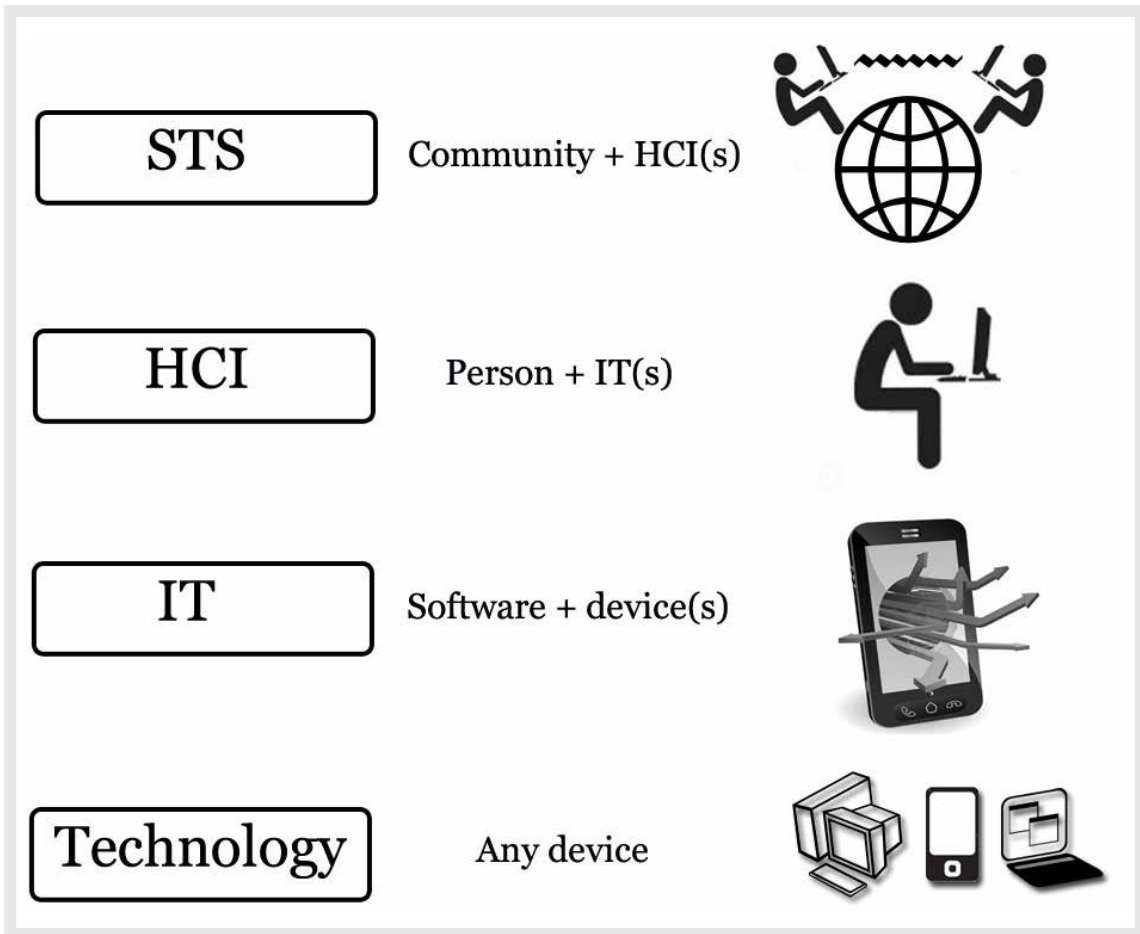 STS
Community + HCI(s)
HCI
Person + IT(s)
IT
Software + device(s)
Technology
Any device